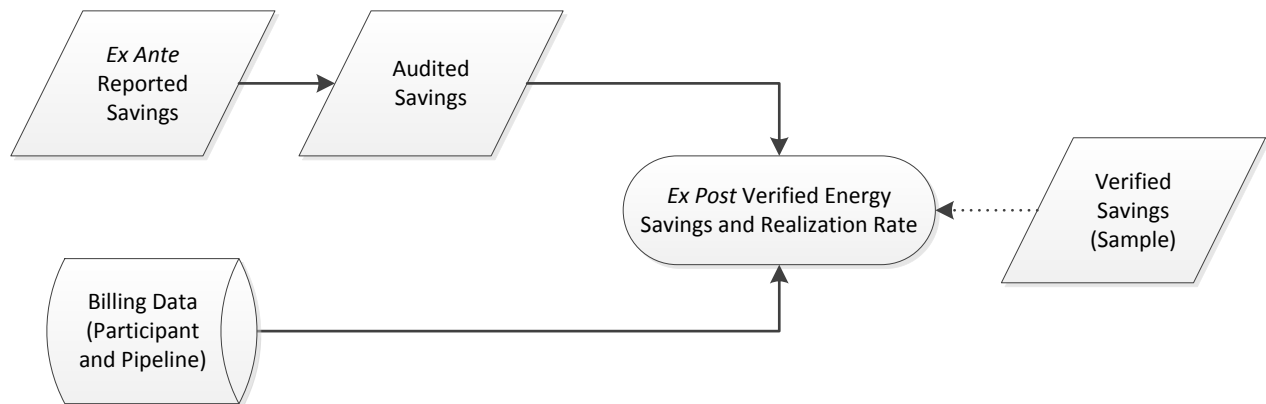 Ex Ante
Reported
Savings
Audited
Savings
Ex Post Verified Energy
Savings and Realization Rate
Verified
Savings
(Sample)
Billing Data
(Participant
and Pipeline)